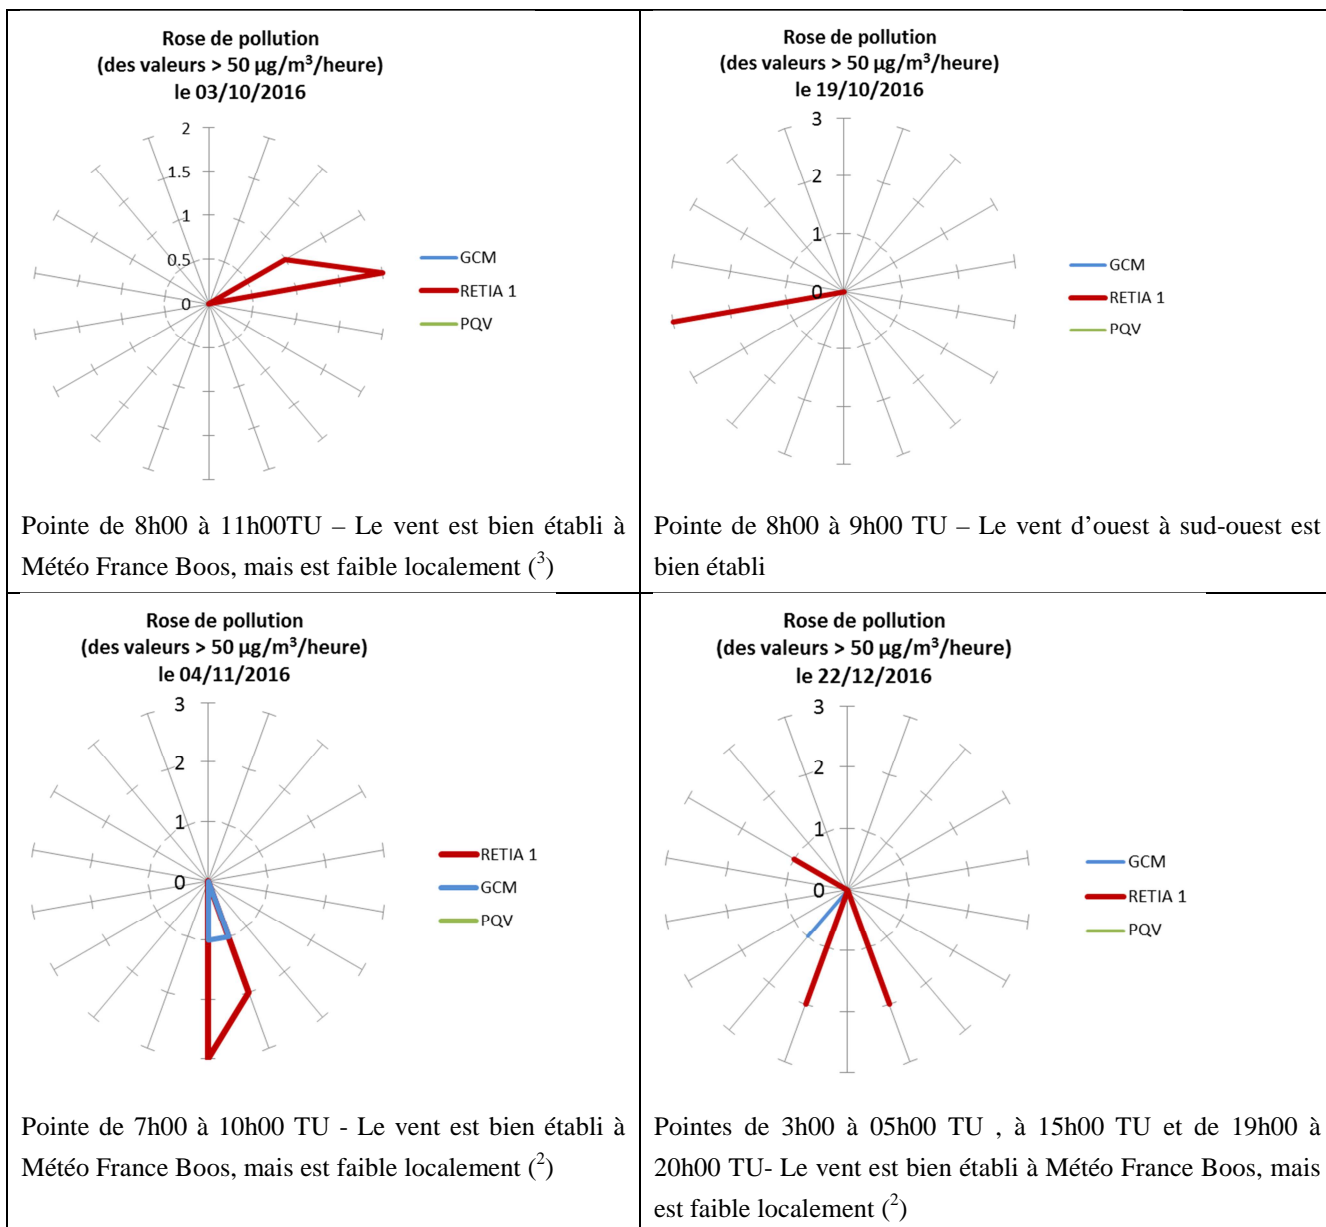 Rose de pollution
(des valeurs > 50 µg/m³/heure)
le 03/10/2016
2
1.5
1
0.5
0
GCM
RETIA 1
PQV
Pointe de 8h00 à 11h00TU – Le vent est bien établi à
Météo France Boos, mais est faible localement (³)
Rose de pollution
(des valeurs > 50 µg/m³/heure)
le 19/10/2016
3
2
1
0
GCM
RETIA 1
PQV
Pointe de 8h00 à 9h00 TU – Le vent d’ouest à sud-ouest est
bien établi
Rose de pollution
(des valeurs > 50 µg/m³/heure)
le 04/11/2016
3
2
1
0
RETIA 1
GCM
PQV
Pointe de 7h00 à 10h00 TU - Le vent est bien établi à
Météo France Boos, mais est faible localement (²)
Rose de pollution
(des valeurs > 50 µg/m³/heure)
le 22/12/2016
3
2
1
0
GCM
RETIA 1
PQV
Pointes de 3h00 à 05h00 TU , à 15h00 TU et de 19h00 à
20h00 TU- Le vent est bien établi à Météo France Boos, mais
est faible localement (²)